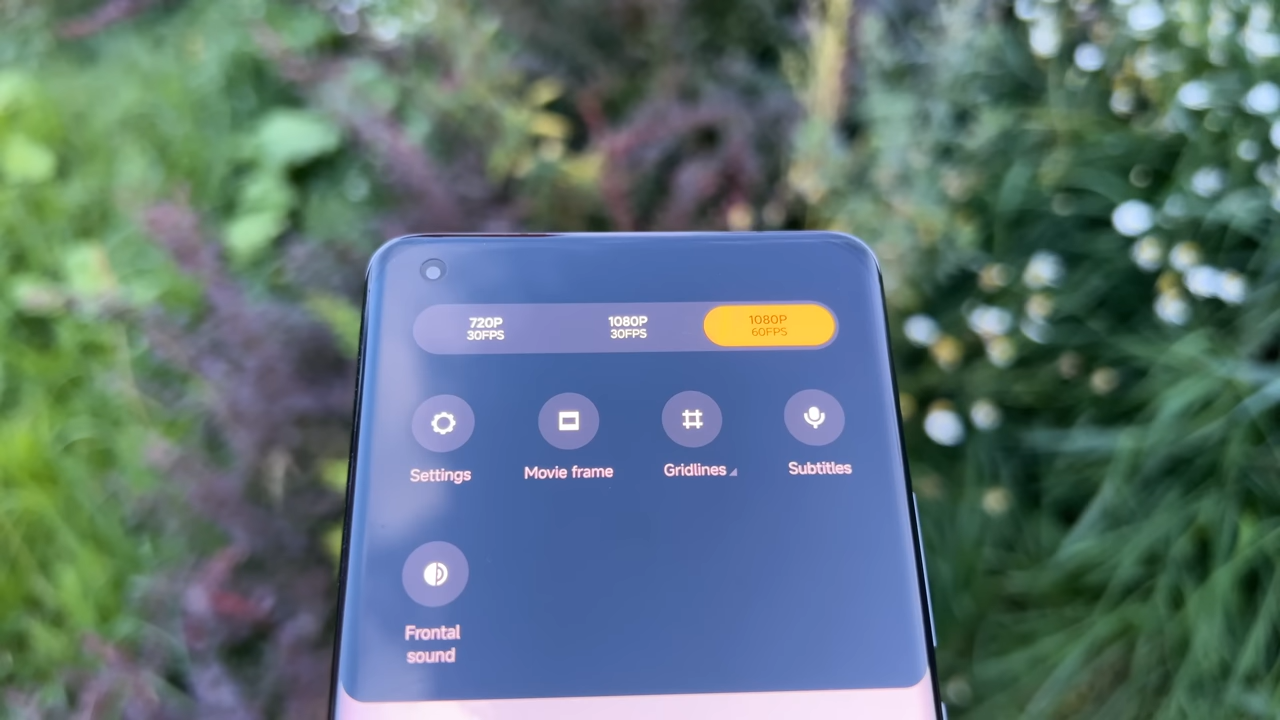 720P
30FPS
1080P
30FPS
1080P
60FPS
Settings
Movie frame
Gridlines
Subtitles
Frontal
sound